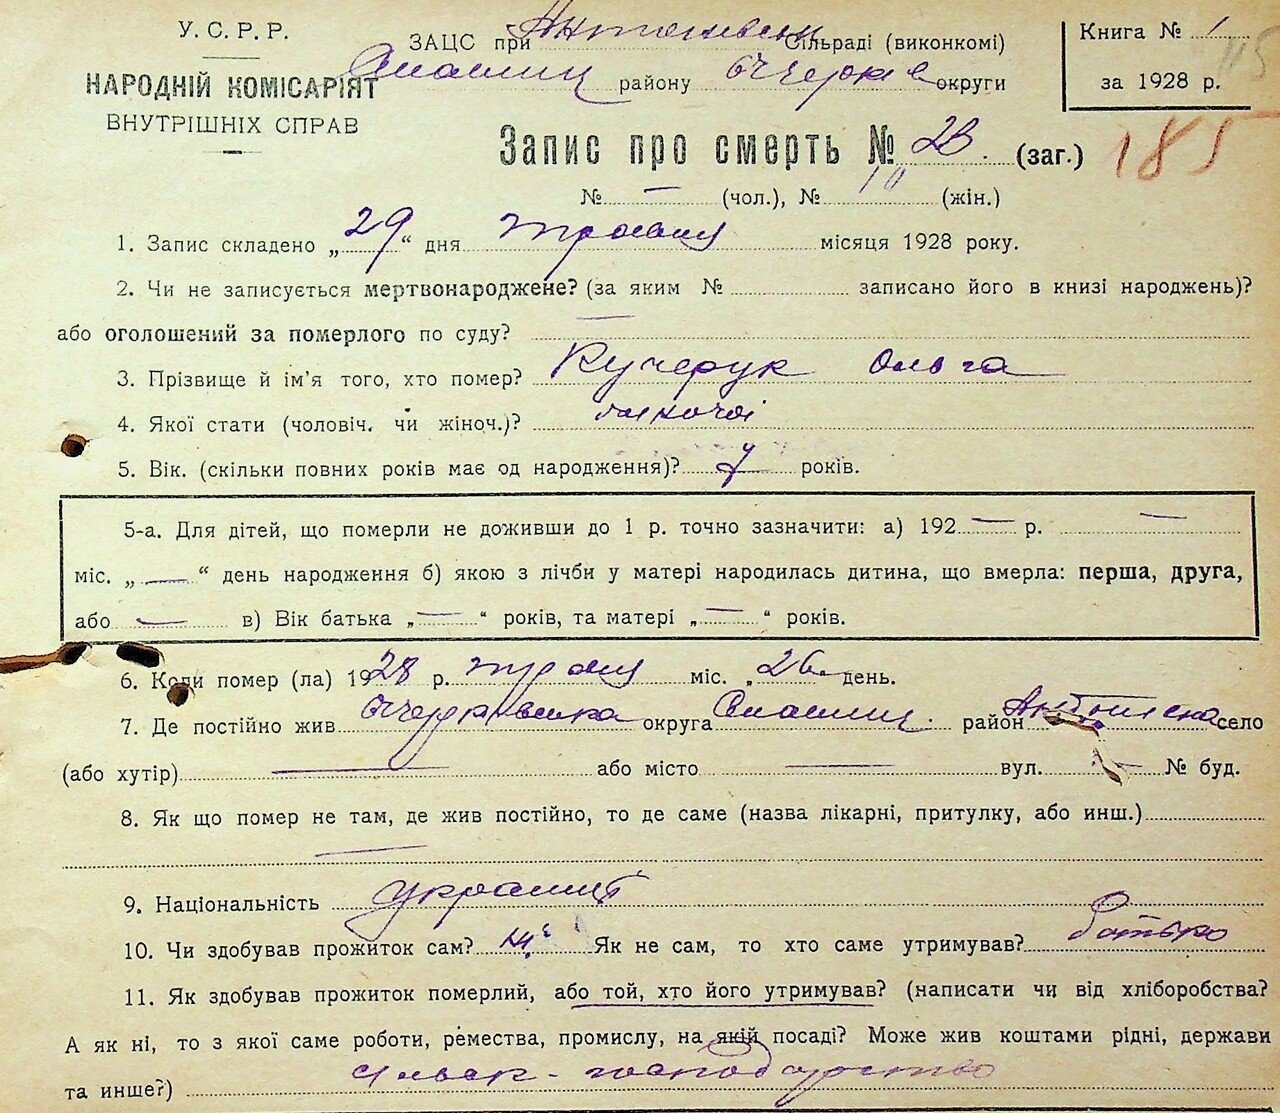 У. С. Р. Р.
НАРОДНІЙ КОМІСАРІЯТ
ВНУТРІШНІХ СПРАВ
ЗАЦС при Сільраді (виконкомі)
району округи
Книга № 1
за 1928 р.
115
Запис про смерть № 28. (заг.)
185
№ — (чол.), № 10 (жін.)
1. Запис складено „29“ дня травня місяця 1928 року.
2. Чи не записується мертвонароджене? (за яким № записано його в книзі народжень)?
або оголошений за померлого по суду? —
3. Прізвище й ім'я того, хто помер? Кучерук Ольга
4. Якої стати (чоловіч. чи жіноч.)? жіночої
5. Вік. (скільки повних років має од народження)? років.
5-а. Для дітей, що померли не доживши до 1 р. точно зазначити: а) 192 — р. —
міс. „ — “ день народження б) якою з лічби у матері народилась дитина, що вмерла: перша, друга,
або — в) Вік батька „ — “ років, та матері „ — “ років.
6. Коли помер (ла) 1928 р. травня міс. „26 день.
7. Де постійно жив округа район село
(або хутір) — або місто — вул. — № буд.
8. Як що помер не там, де жив постійно, то де саме (назва лікарні, притулку, або инш.)
—
9. Національність
10. Чи здобував прожиток сам? ні Як не сам, то хто саме утримував? батько
11. Як здобував прожиток померлий, або той, хто його утримував? (написати чи від хліборобства?
А як ні, то з якої саме роботи, ремества, промислу, на якій посаді? Може жив коштами рідні, держави
та инше?) сільск-господарство